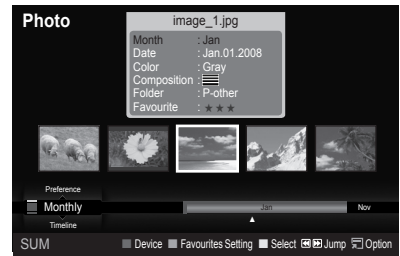 Photo
image_1.jpg
Month : Jan
Date : Jan.01.2008
Color : Gray
Composition :
Folder : P-other
Favourite : ★ ★ ★
Preference
Monthly
Jan
Nov
Timeline
SUM
Device
Favourites Setting
Select
Jump
Option